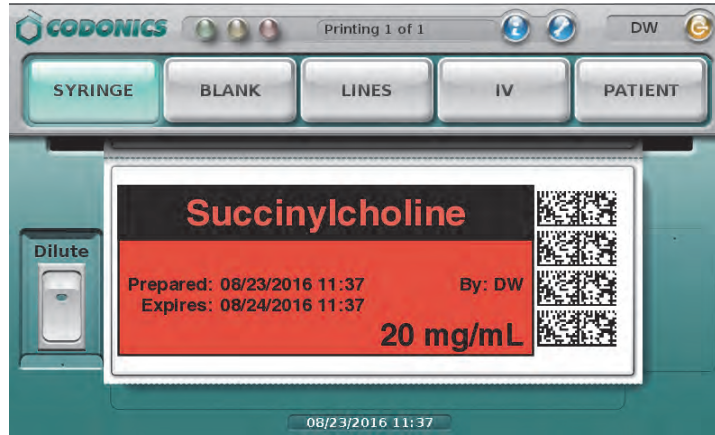 CODONICS Printing 1 of 1 DW
SYRINGE BLANK LINES IV PATIENT
Succinylcholine
Dilute
Prepared: 08/23/2016 11:37 By: DW
Expires: 08/24/2016 11:37
20 mg/mL
08/23/2016 11:37